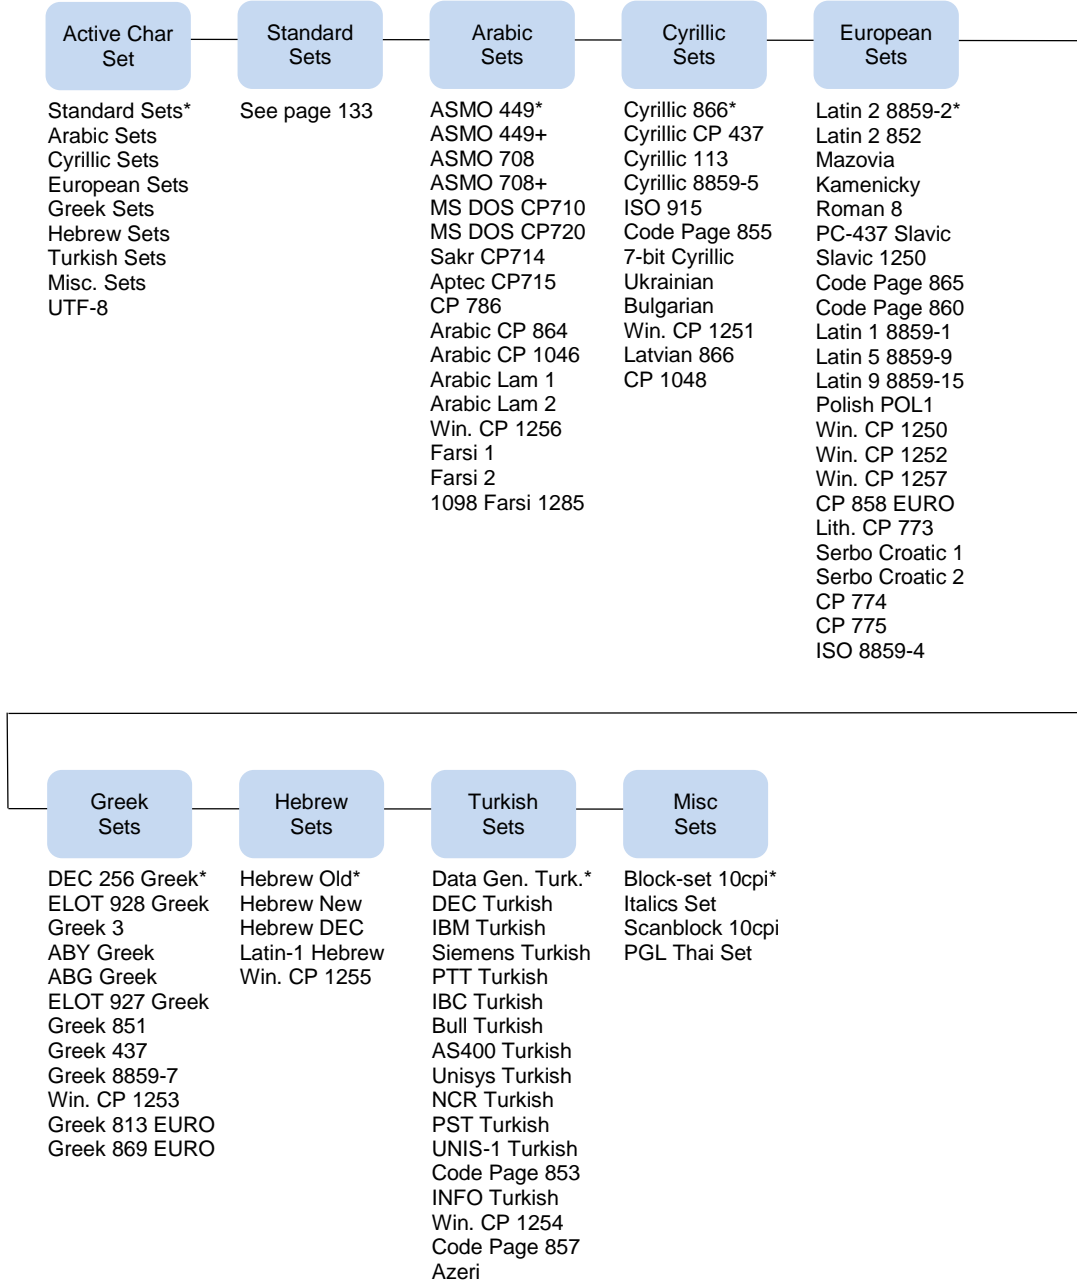 Active Char
Set
Standard
Sets
Arabic
Sets
Cyrillic
Sets
European
Sets
Standard Sets*
Arabic Sets
Cyrillic Sets
European Sets
Greek Sets
Hebrew Sets
Turkish Sets
Misc. Sets
UTF-8
See page 133
ASMO 449*
ASMO 449+
ASMO 708
ASMO 708+
MS DOS CP710
MS DOS CP720
Sakr CP714
Aptec CP715
CP 786
Arabic CP 864
Arabic CP 1046
Arabic Lam 1
Arabic Lam 2
Win. CP 1256
Farsi 1
Farsi 2
1098 Farsi 1285
Cyrillic 866*
Cyrillic CP 437
Cyrillic 113
Cyrillic 8859-5
ISO 915
Code Page 855
7-bit Cyrillic
Ukrainian
Bulgarian
Win. CP 1251
Latvian 866
CP 1048
Latin 2 8859-2*
Latin 2 852
Mazovia
Kamenicky
Roman 8
PC-437 Slavic
Slavic 1250
Code Page 865
Code Page 860
Latin 1 8859-1
Latin 5 8859-9
Latin 9 8859-15
Polish POL1
Win. CP 1250
Win. CP 1252
Win. CP 1257
CP 858 EURO
Lith. CP 773
Serbo Croatic 1
Serbo Croatic 2
CP 774
CP 775
ISO 8859-4
Greek
Sets
Hebrew
Sets
Turkish
Sets
Misc
Sets
DEC 256 Greek*
ELOT 928 Greek
Greek 3
ABY Greek
ABG Greek
ELOT 927 Greek
Greek 851
Greek 437
Greek 8859-7
Win. CP 1253
Greek 813 EURO
Greek 869 EURO
Hebrew Old*
Hebrew New
Hebrew DEC
Latin-1 Hebrew
Win. CP 1255
Data Gen. Turk.*
DEC Turkish
IBM Turkish
Siemens Turkish
PTT Turkish
IBC Turkish
Bull Turkish
AS400 Turkish
Unisys Turkish
NCR Turkish
PST Turkish
UNIS-1 Turkish
Code Page 853
INFO Turkish
Win. CP 1254
Code Page 857
Azeri
Block-set 10cpi*
Italics Set
Scanblock 10cpi
PGL Thai Set